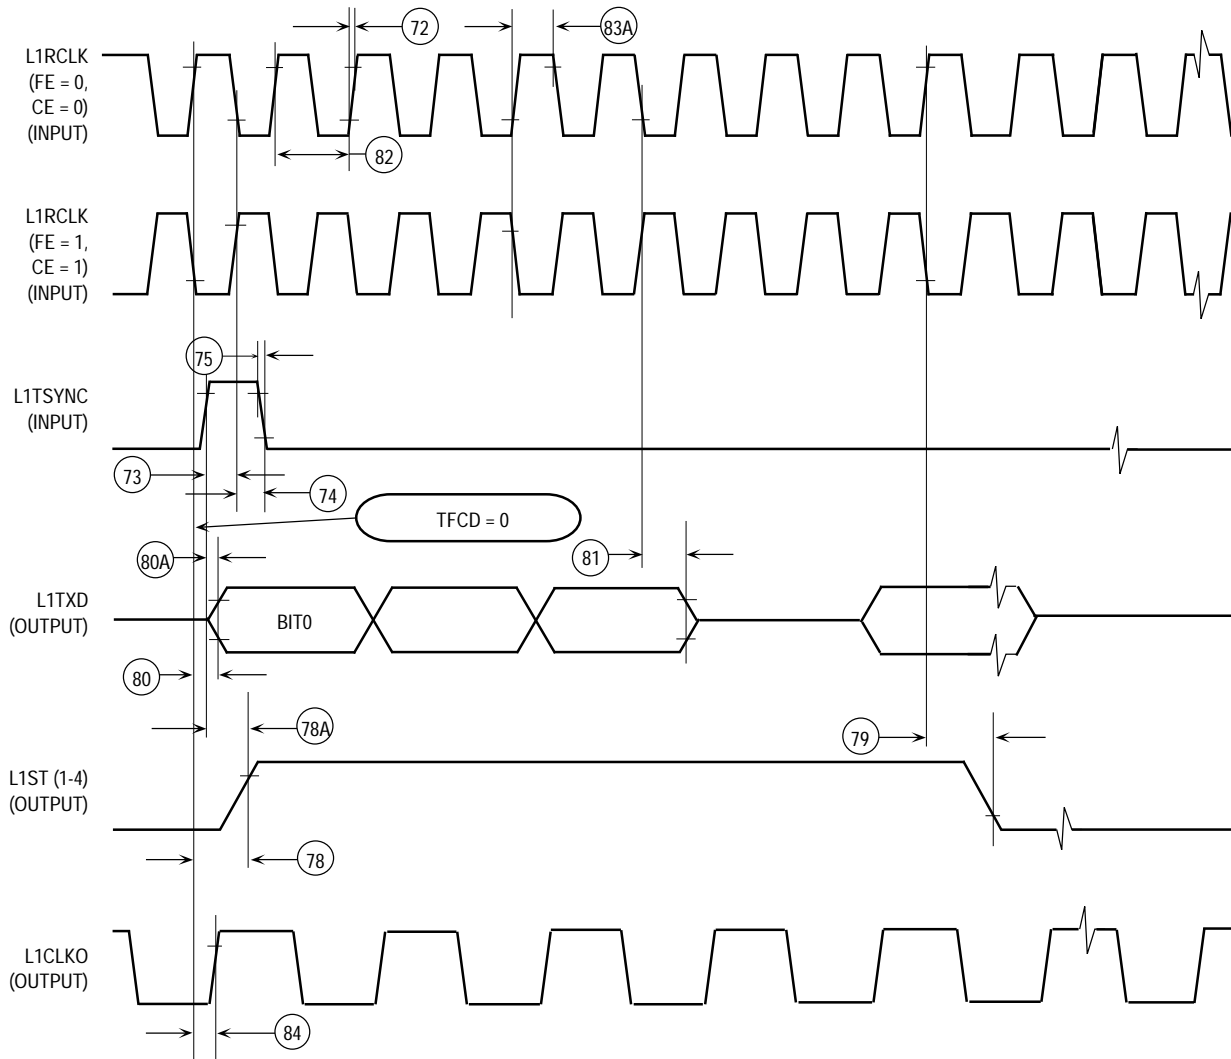 72
83A
L1RCLK
(FE = 0,
CE = 0)
(INPUT)
82
L1RCLK
(FE = 1,
CE = 1)
(INPUT)
75
L1TSYNC
(INPUT)
73
74
TFCD = 0
80A
81
L1TXD
(OUTPUT)
BIT0
80
78A
79
L1ST (1-4)
(OUTPUT)
78
L1CLKO
(OUTPUT)
84